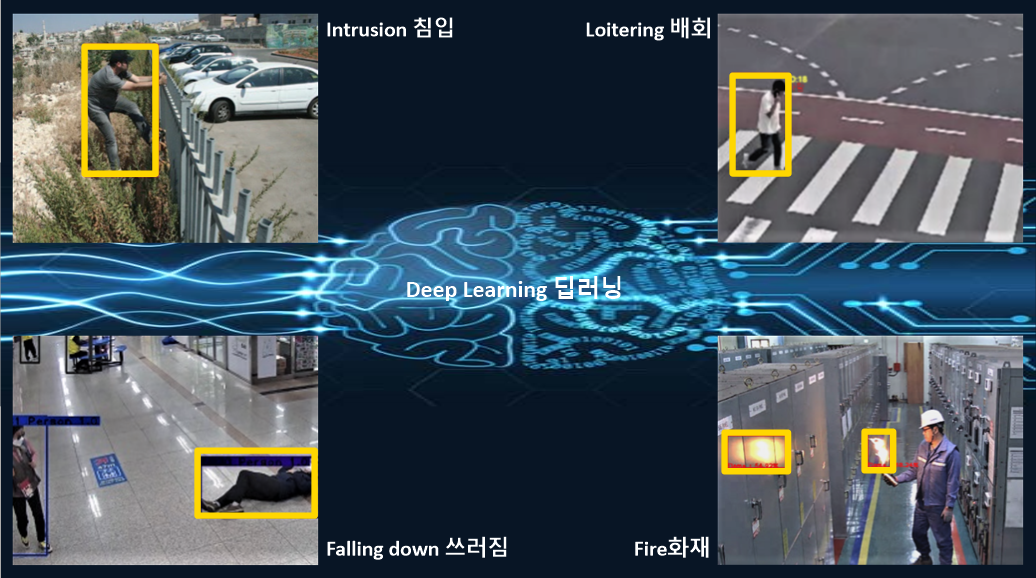 Intrusion 침입
Loitering 배회
Deep Learning 딥러닝
Falling down 쓰러짐
Fire화재